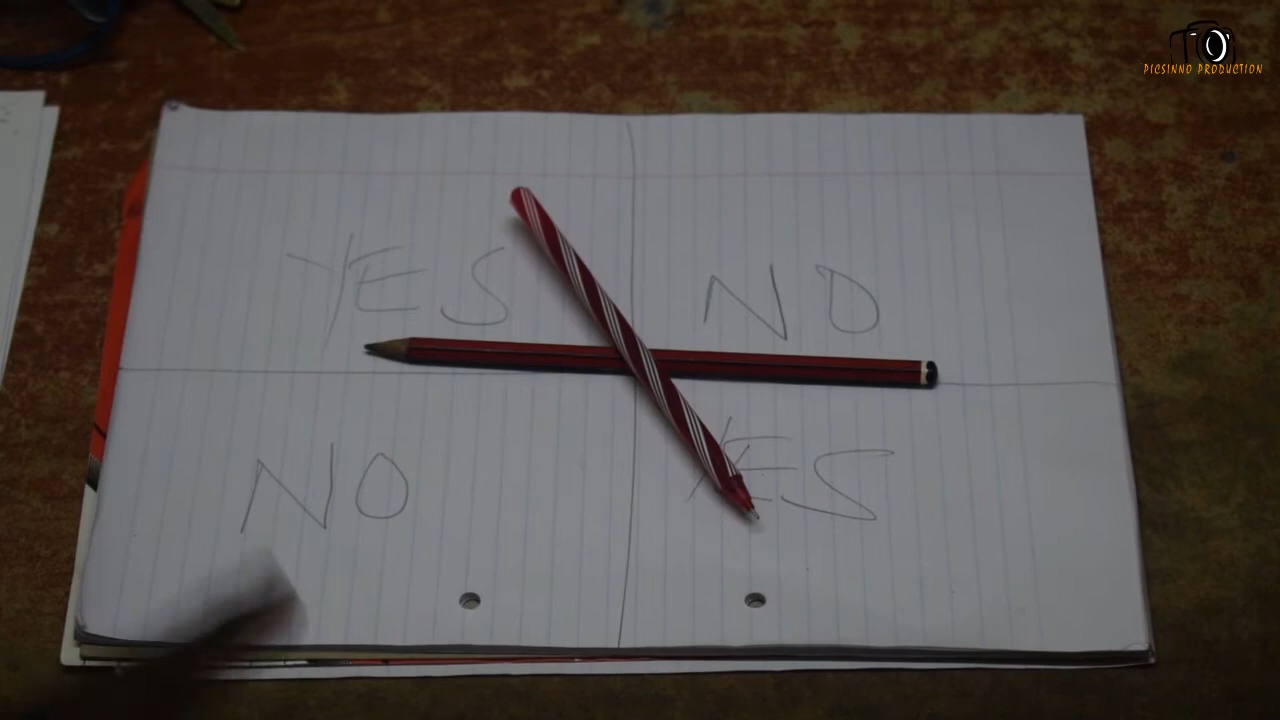 PICSINNO PRODUCTION
YES NO
NO YES